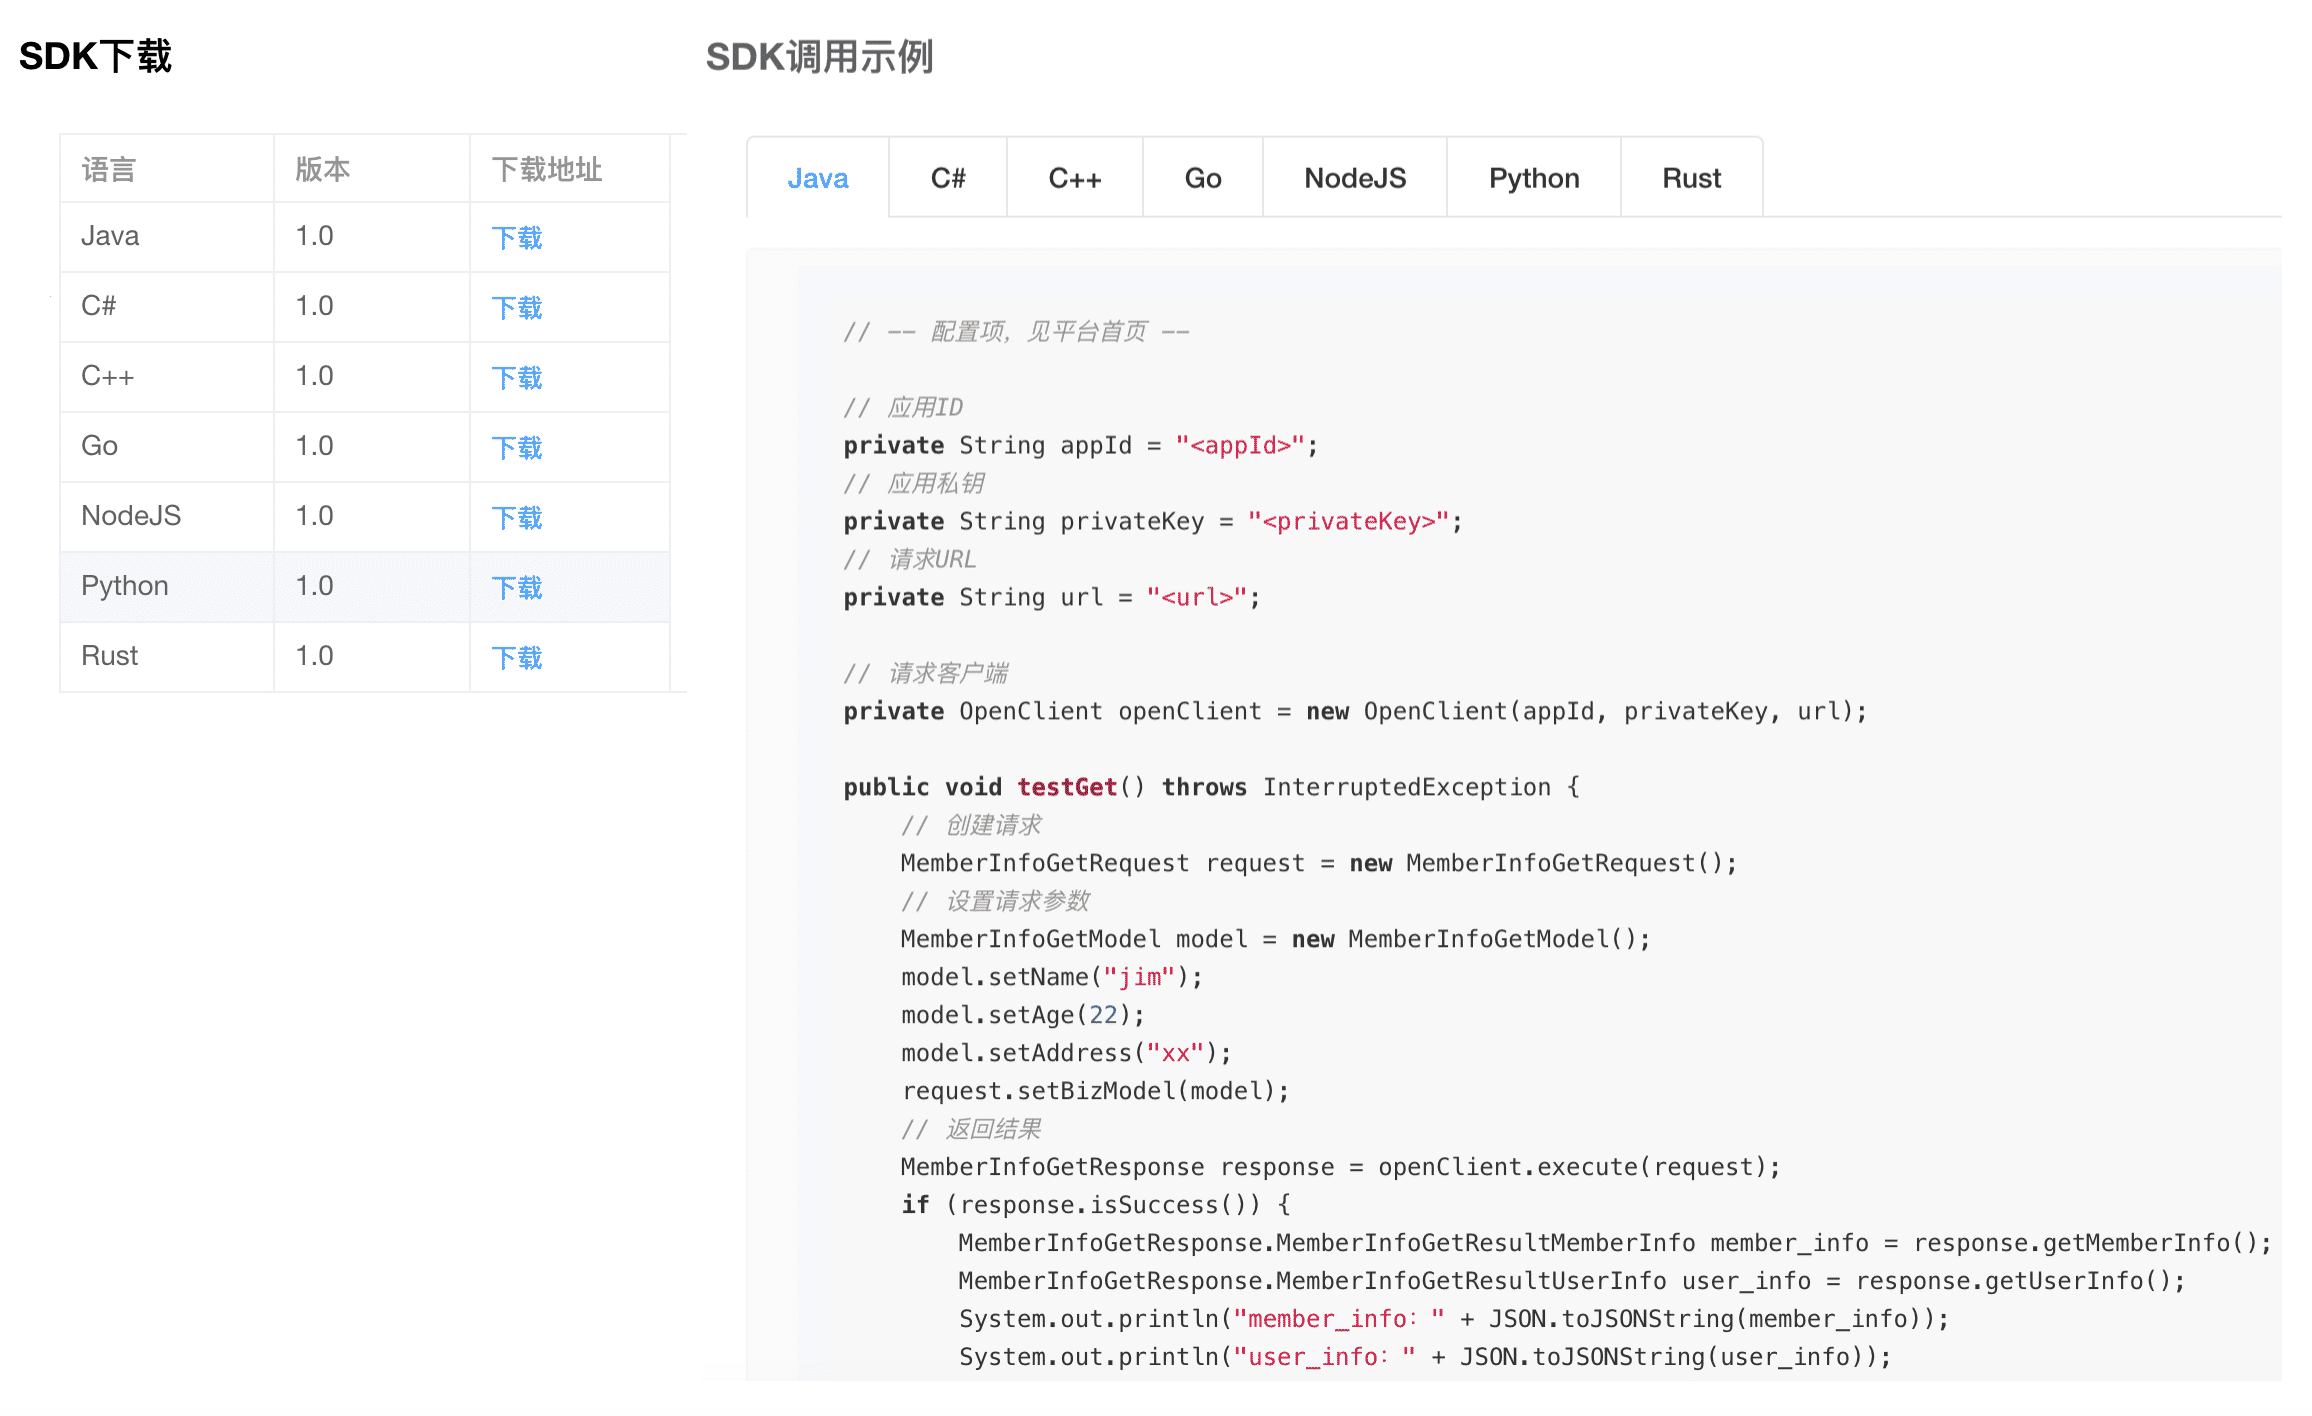 SDK下载
语言 版本 下载地址
Java 1.0 下载
C# 1.0 下载
C++ 1.0 下载
Go 1.0 下载
NodeJS 1.0 下载
Python 1.0 下载
Rust 1.0 下载
SDK调用示例
Java C# C++ Go NodeJS Python Rust
// -- 配置项，见平台首页 --
// 应用ID
private String appId = "<appId>";
// 应用私钥
private String privateKey = "<privateKey>";
// 请求URL
private String url = "<url>";
// 请求客户端
private OpenClient openClient = new OpenClient(appId, privateKey, url);
public void testGet() throws InterruptedException {
    // 创建请求
    MemberInfoGetRequest request = new MemberInfoGetRequest();
    // 设置请求参数
    MemberInfoGetModel model = new MemberInfoGetModel();
    model.setName("jim");
    model.setAge(22);
    model.setAddress("xx");
    request.setBizModel(model);
    // 返回结果
    MemberInfoGetResponse response = openClient.execute(request);
    if (response.isSuccess()) {
        MemberInfoGetResponse.MemberInfoGetResultMemberInfo member_info = response.getMemberInfo();
        MemberInfoGetResponse.MemberInfoGetResultUserInfo user_info = response.getUserInfo();
        System.out.println("member_info：" + JSON.toJSONString(member_info));
        System.out.println("user_info：" + JSON.toJSONString(user_info));